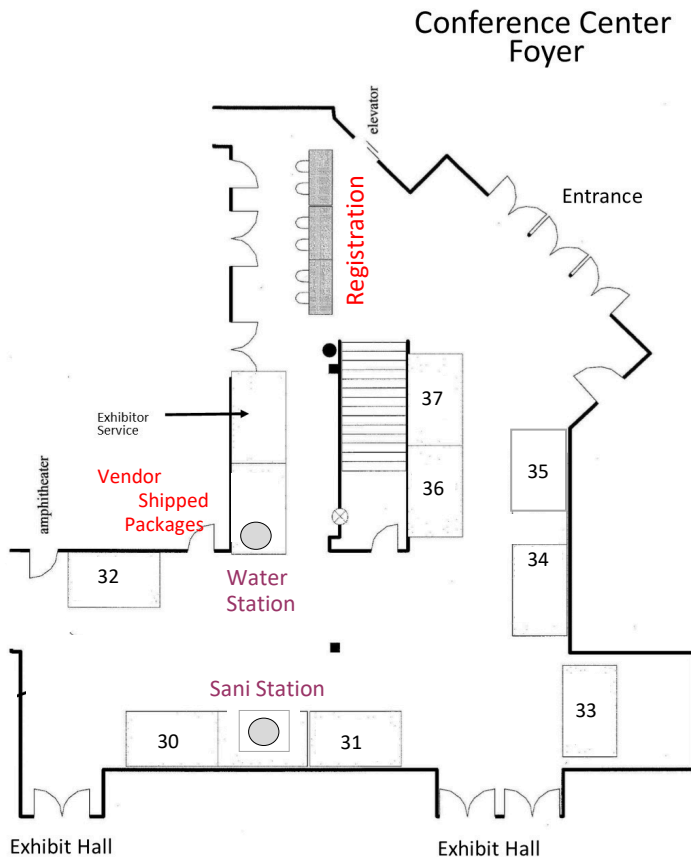 Conference Center
Foyer
elevator
Entrance
Registration
37
Exhibitor
Service
35
36
Vendor
Shipped
Packages
amphitheater
34
32
Water
Station
Sani Station
33
30
31
Exhibit Hall
Exhibit Hall